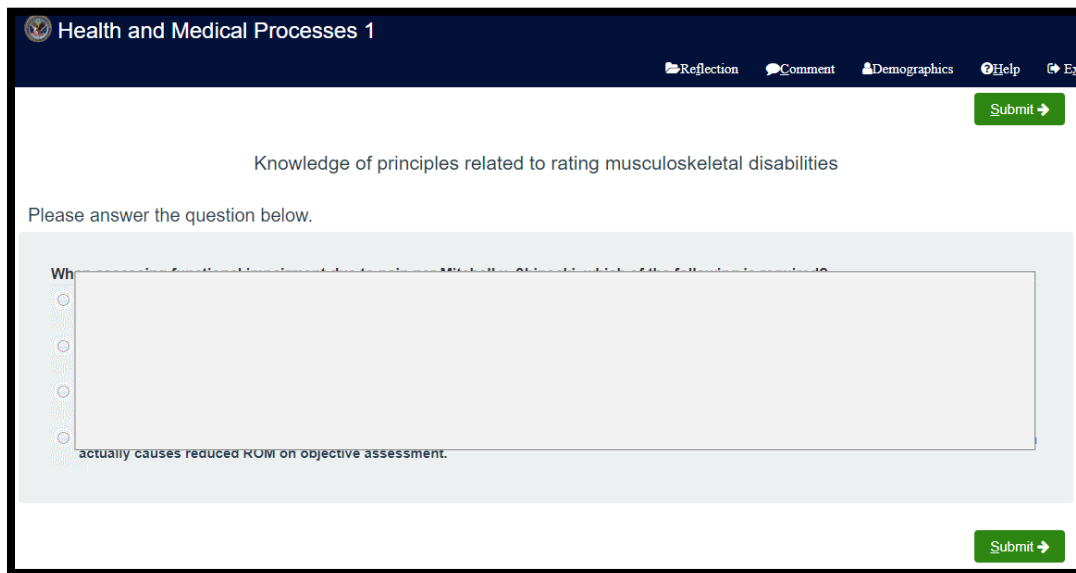 Health and Medical Processes 1
Reflection Comment Demographics Help
Submit
Knowledge of principles related to rating musculoskeletal disabilities
Please answer the question below.
actually causes reduced ROM on objective assessment.
Submit